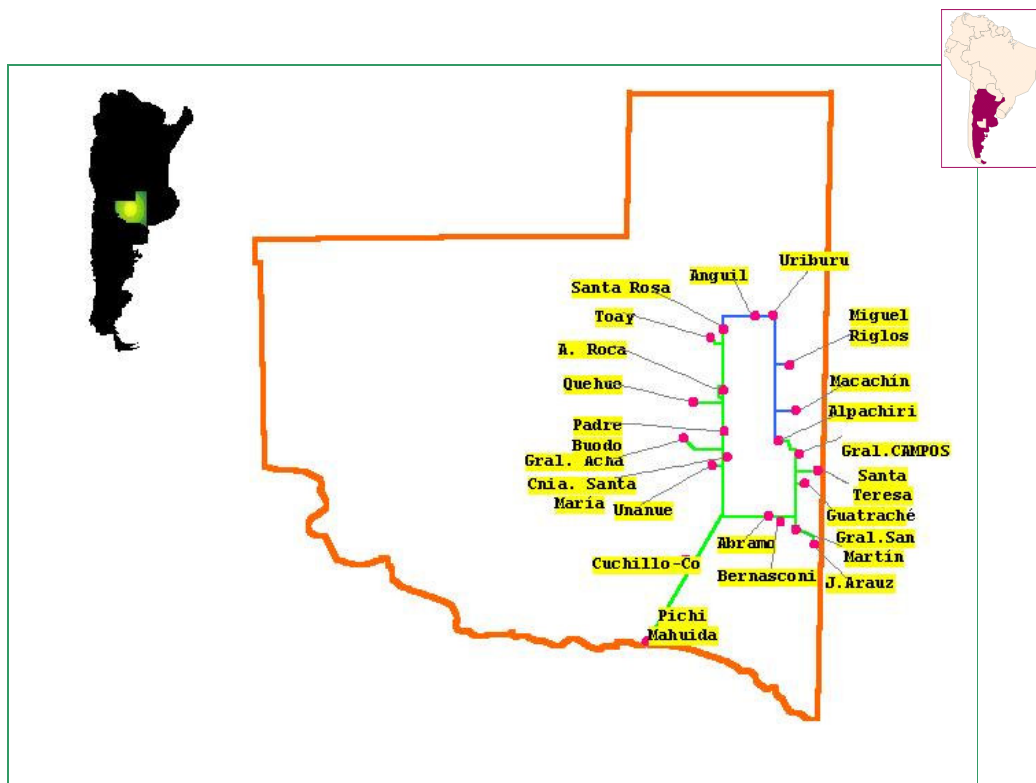 Uriburu
Anguil
Santa Rosa
Toay
Miguel
Riglos
A. Roca
Quehue
Macachín
Alpachiri
Padre
Buodo
Gral. Acha
Gral.CAMPOS
Cnia. Santa
María
Santa
Teresa
Unanue
Guatraché
Gral.San
Martín
Abramo
Bernasconi
J.Arauz
Cuchillo-Co
Pichi
Mahuida